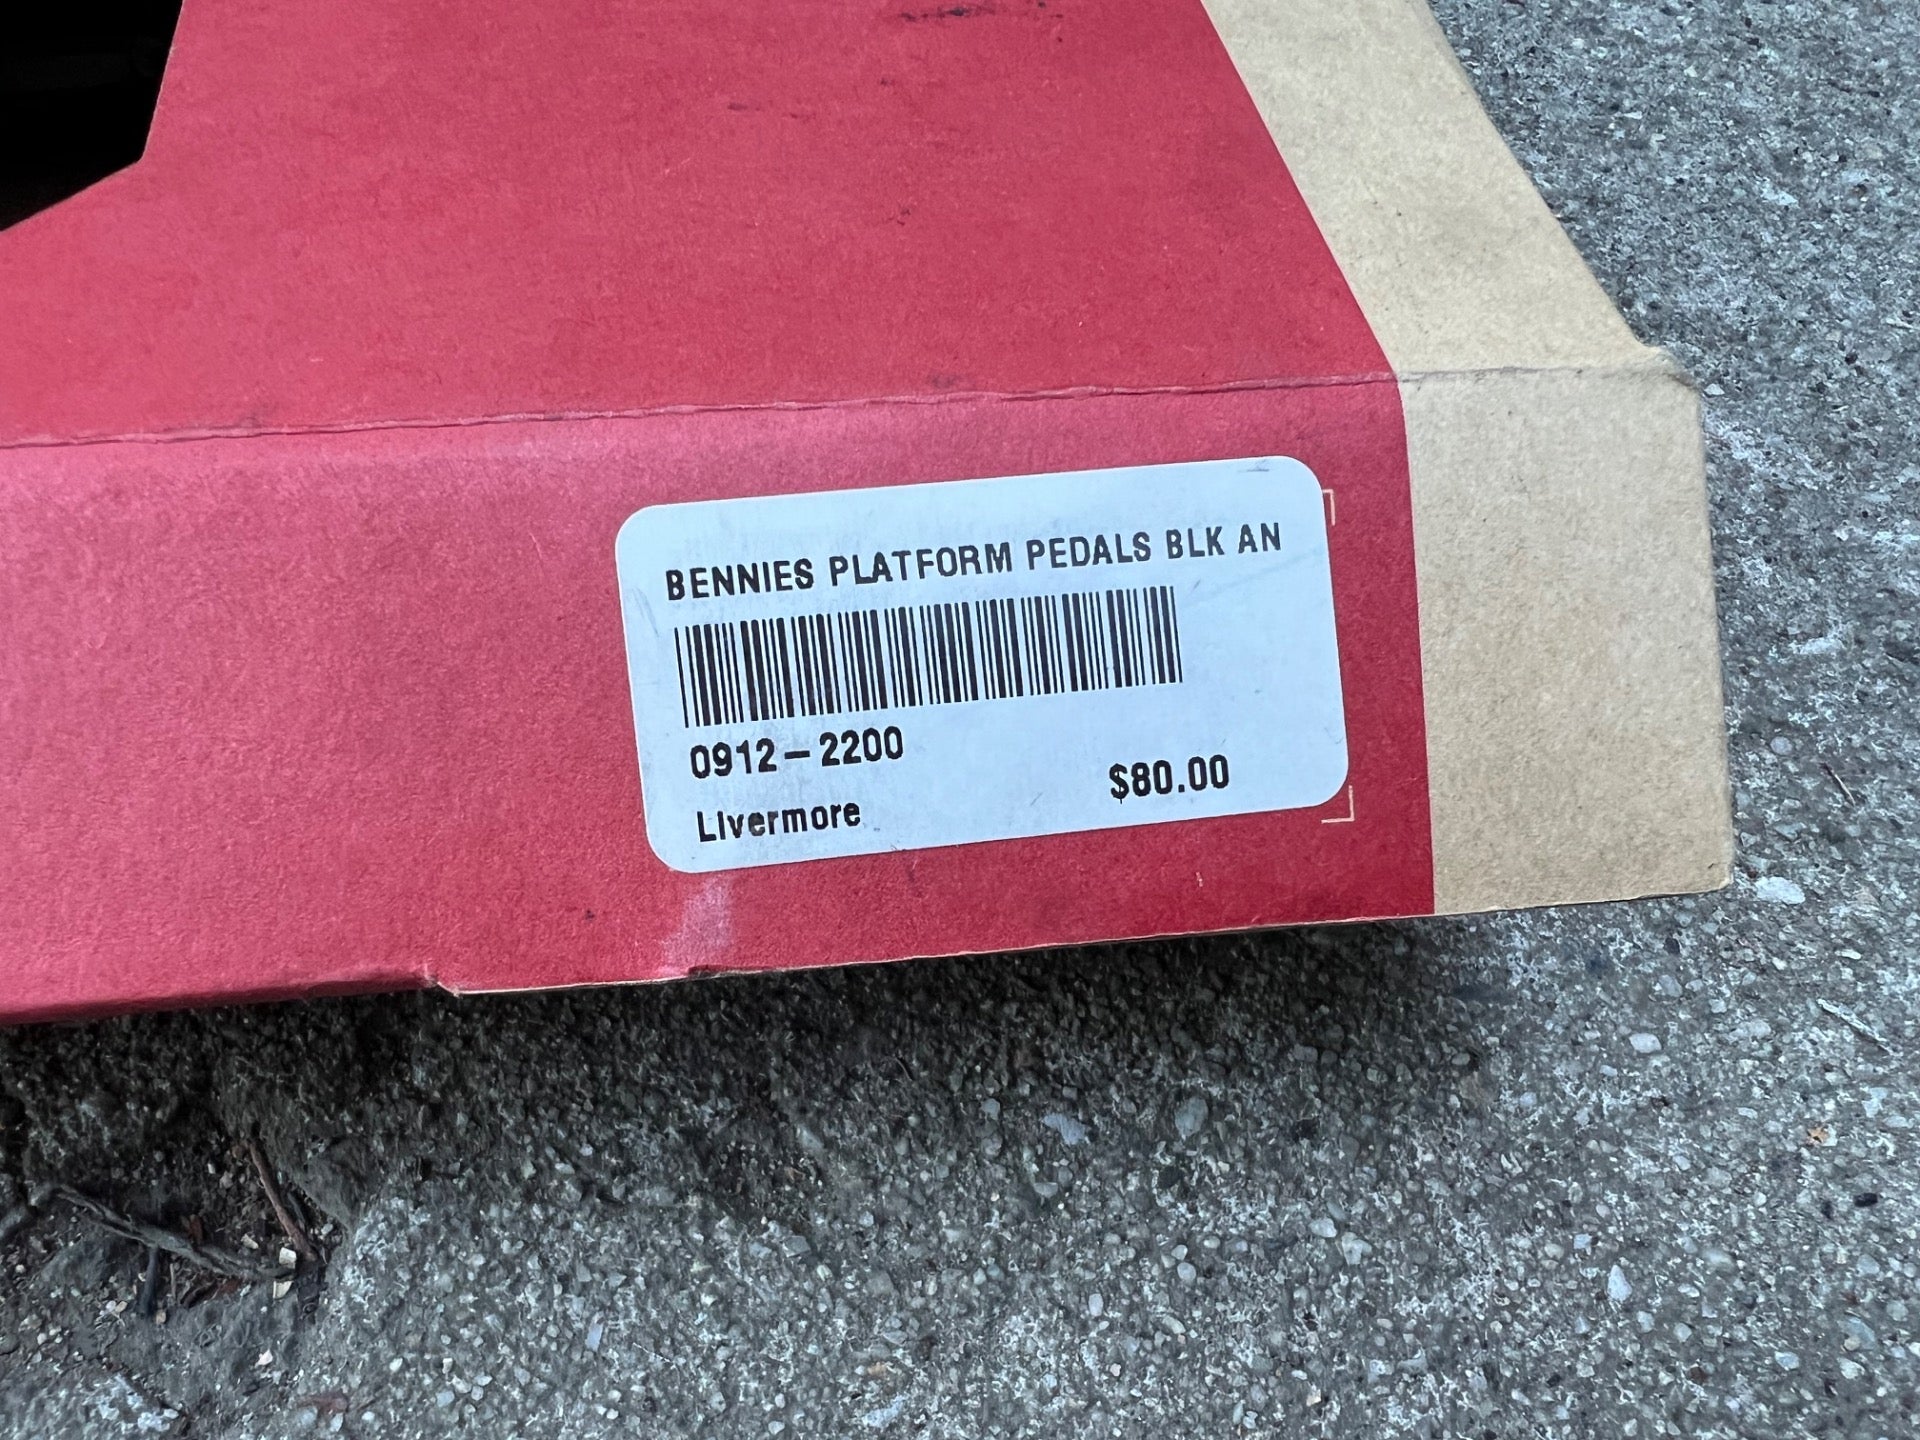 BENNIES PLATFORM PEDALS BLK AN
0912-2200
$80.00
Livermore